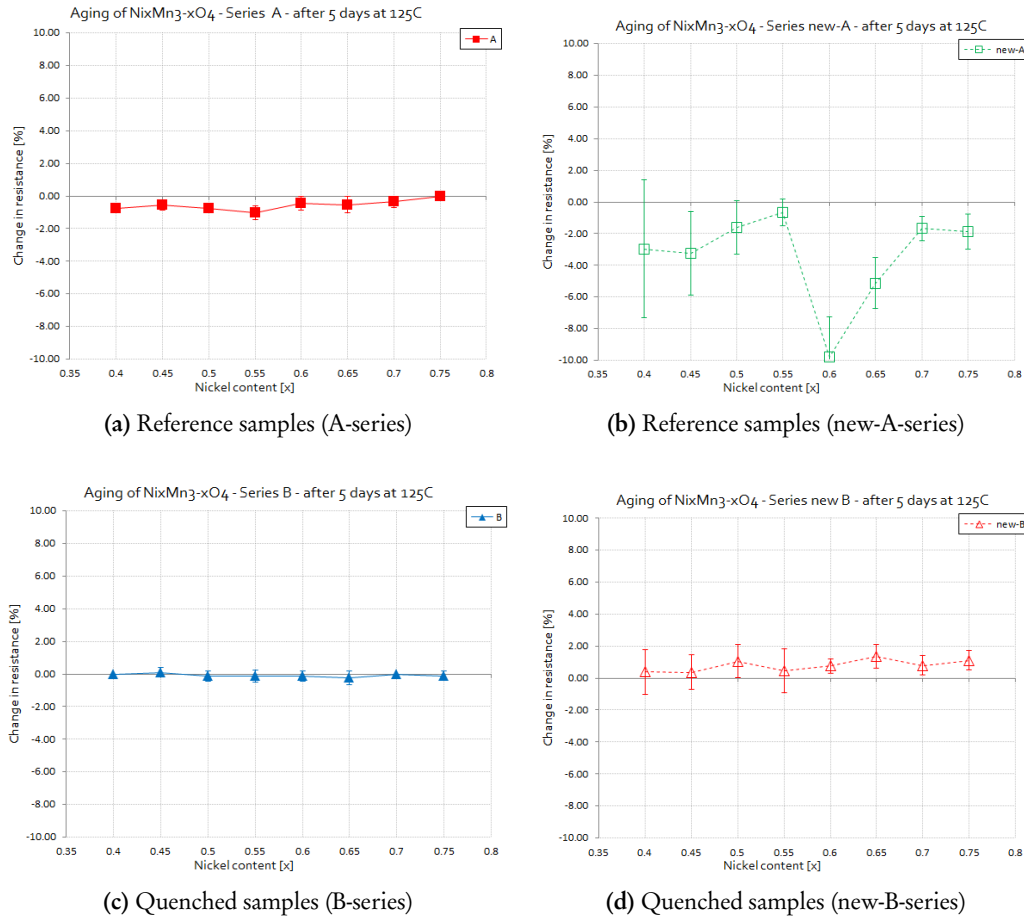 Aging of NixMn3-xO4 - Series A - after 5 days at 125C
A
Change in resistance [%]
10.00
8.00
6.00
4.00
2.00
0.00
-2.00
-4.00
-6.00
-8.00
-10.00
0.35 0.4 0.45 0.5 0.55 0.6 0.65 0.7 0.75 0.8
Nickel content [x]
(a) Reference samples (A-series)
Aging of NixMn3-xO4 - Series new-A - after 5 days at 125C
new-A
Change in resistance [%]
10.00
8.00
6.00
4.00
2.00
0.00
-2.00
-4.00
-6.00
-8.00
-10.00
0.35 0.4 0.45 0.5 0.55 0.6 0.65 0.7 0.75 0.8
Nickel content [x]
(b) Reference samples (new-A-series)
Aging of NixMn3-xO4 - Series B - after 5 days at 125C
B
Change in resistance [%]
10.00
8.00
6.00
4.00
2.00
0.00
-2.00
-4.00
-6.00
-8.00
-10.00
0.35 0.4 0.45 0.5 0.55 0.6 0.65 0.7 0.75 0.8
Nickel content [x]
(c) Quenched samples (B-series)
Aging of NixMn3-xO4 - Series new B - after 5 days at 125C
new-B
Change in resistance [%]
10.00
8.00
6.00
4.00
2.00
0.00
-2.00
-4.00
-6.00
-8.00
-10.00
0.35 0.4 0.45 0.5 0.55 0.6 0.65 0.7 0.75 0.8
Nickel content [x]
(d) Quenched samples (new-B-series)